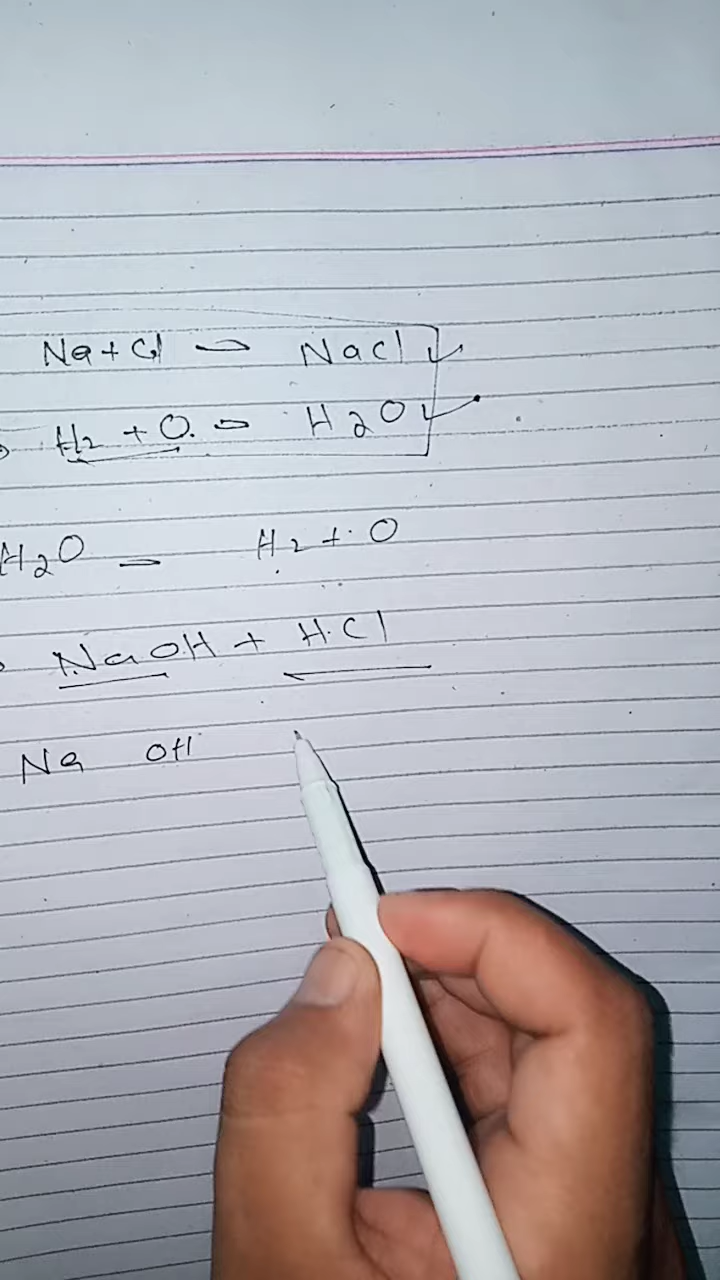 Na + Cl → NaCl ✓
H2 + O. → H2O ✓
H2O → H2 + O
NaOH + HCl
Na OH